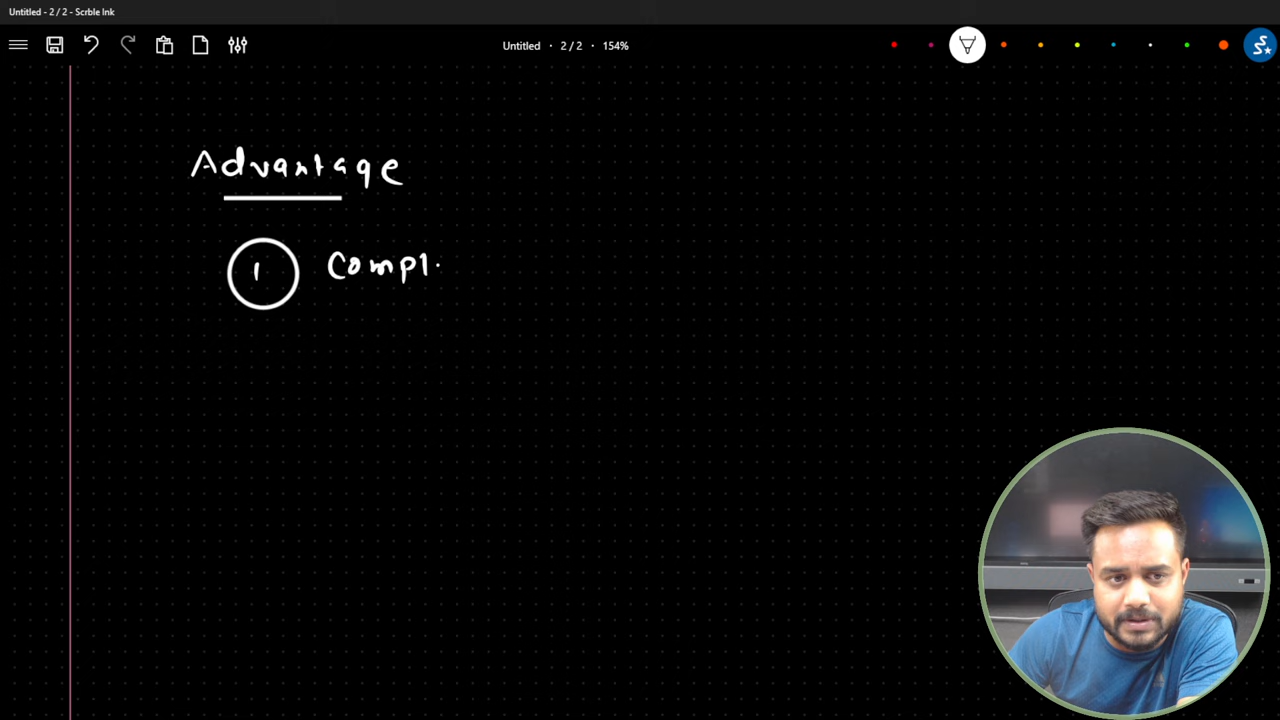 Untitled - 2 / 2 - Scrble Ink
Untitled · 2 / 2 · 154%
Advantage
1 Compl